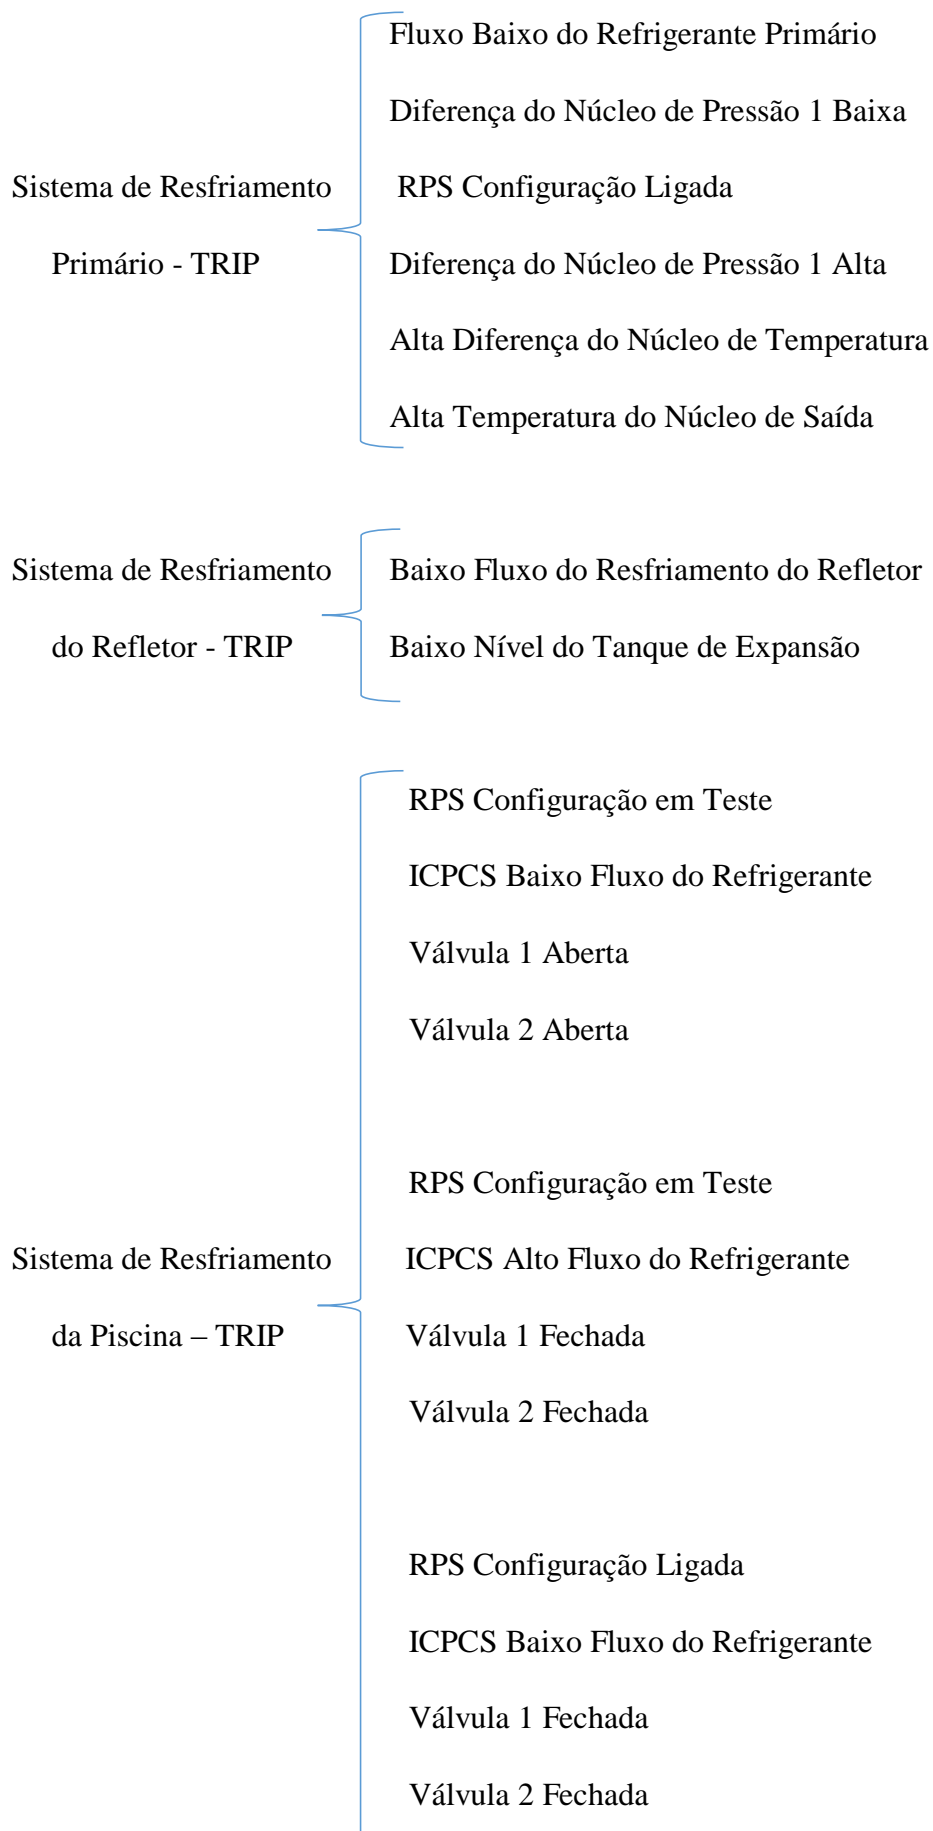 Fluxo Baixo do Refrigerante Primário
Diferença do Núcleo de Pressão 1 Baixa
Sistema de Resfriamento
RPS Configuração Ligada
Primário - TRIP
Diferença do Núcleo de Pressão 1 Alta
Alta Diferença do Núcleo de Temperatura
Alta Temperatura do Núcleo de Saída
Sistema de Resfriamento
Baixo Fluxo do Resfriamento do Refletor
do Refletor - TRIP
Baixo Nível do Tanque de Expansão
RPS Configuração em Teste
ICPCS Baixo Fluxo do Refrigerante
Válvula 1 Aberta
Válvula 2 Aberta
RPS Configuração em Teste
Sistema de Resfriamento
ICPCS Alto Fluxo do Refrigerante
da Piscina – TRIP
Válvula 1 Fechada
Válvula 2 Fechada
RPS Configuração Ligada
ICPCS Baixo Fluxo do Refrigerante
Válvula 1 Fechada
Válvula 2 Fechada